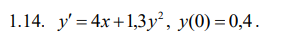 1.14. y′ = 4x+1,3y², y(0) = 0,4.